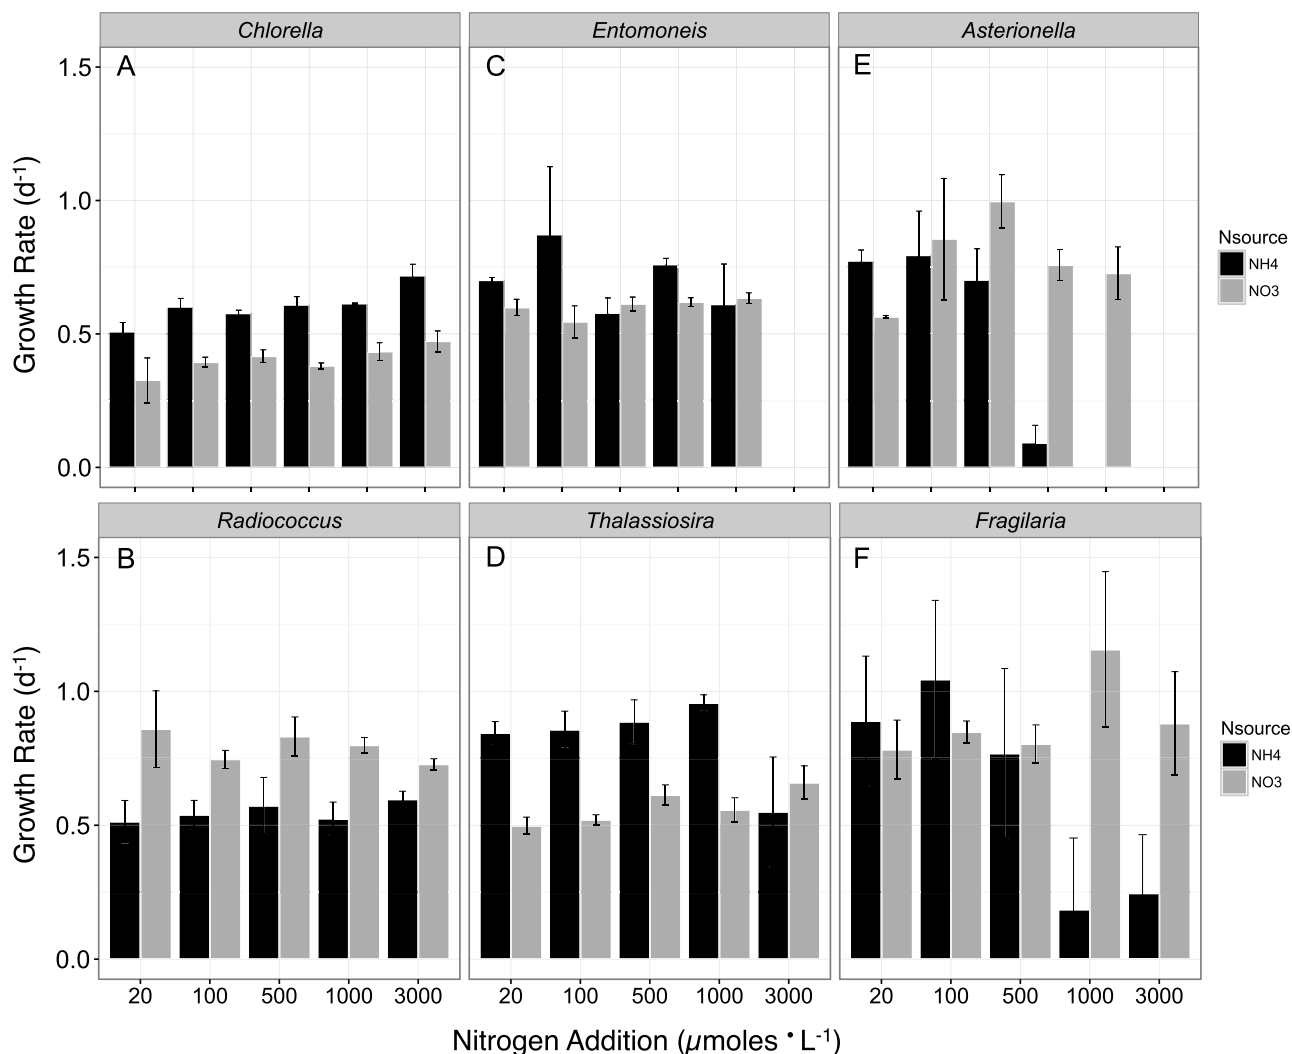 Chlorella
Entomoneis
Asterionella
A
C
E
1.5
1.0
0.5
0.0
Growth Rate (d-1)
Nsource
NH4
NO3
Radiococcus
Thalassiosira
Fragilaria
B
D
F
1.5
1.0
0.5
0.0
Growth Rate (d-1)
Nsource
NH4
NO3
20 100 500 1000 3000
20 100 500 1000 3000
20 100 500 1000 3000
Nitrogen Addition (µmoles • L-1)